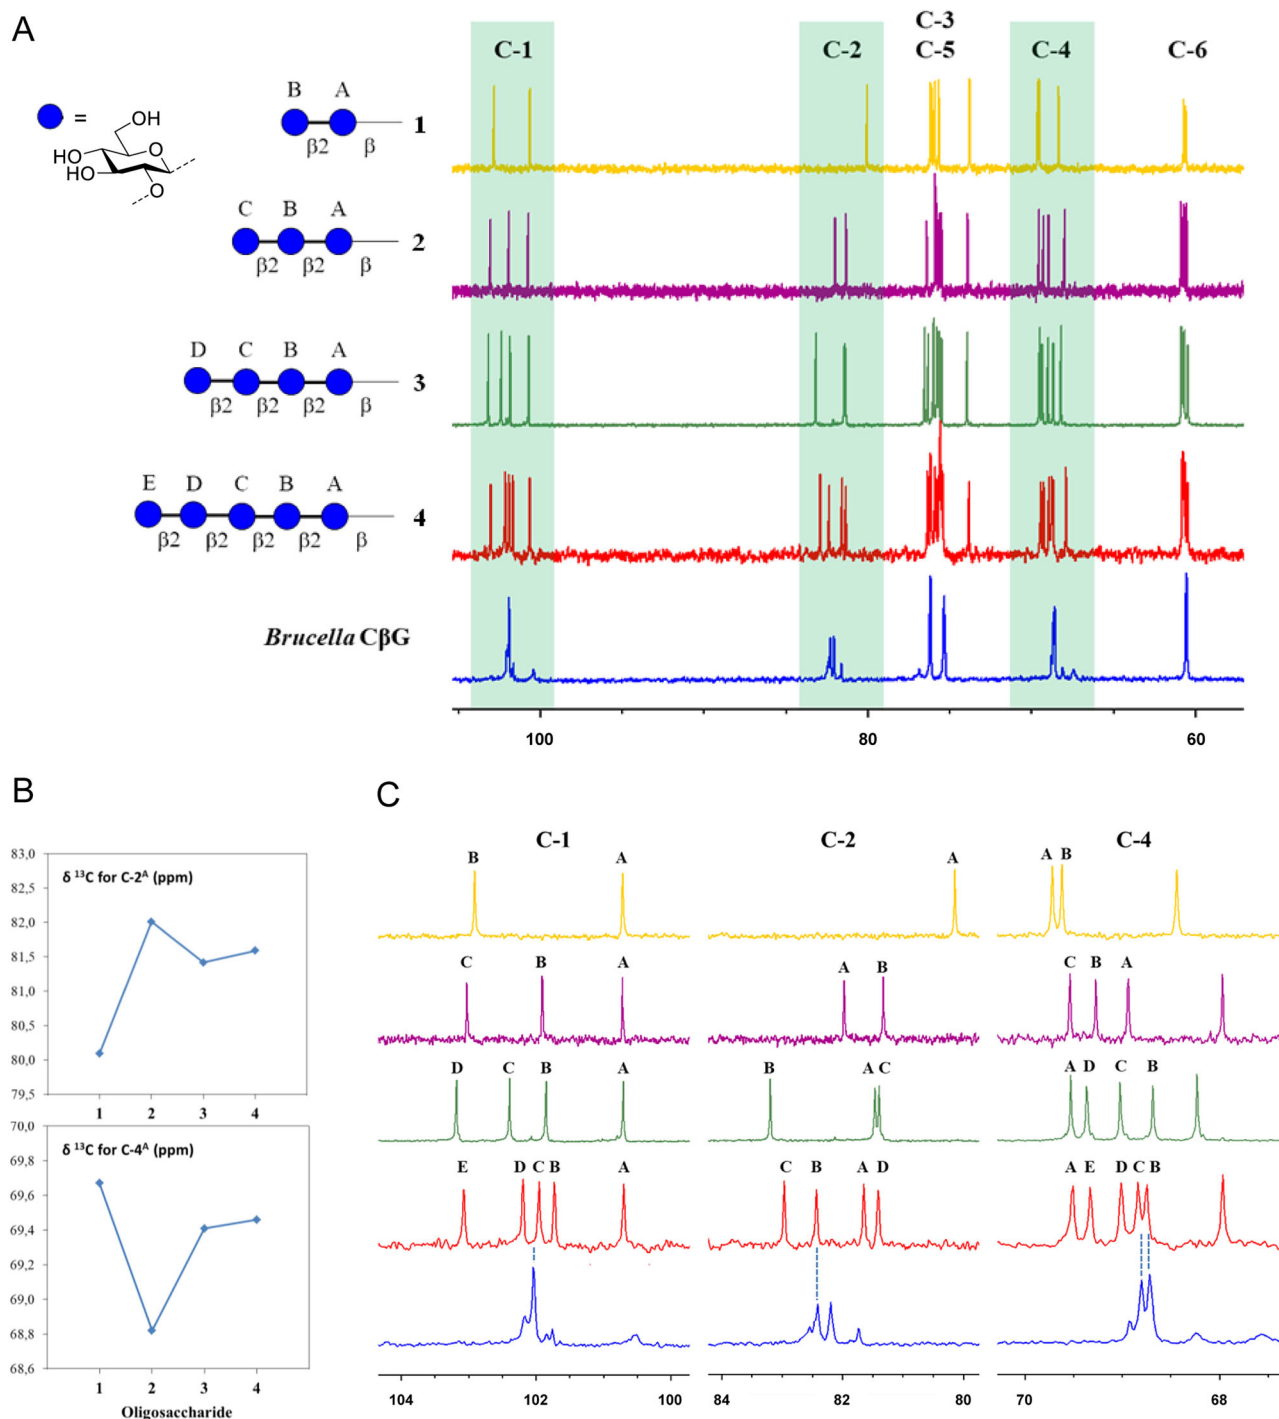 A
C-1
C-2
C-3
C-5
C-4
C-6
=
OH
O
HO
HO
O
B A
β2 β
1
C B A
β2 β2 β
2
D C B A
β2 β2 β2 β
3
E D C B A
β2 β2 β2 β2 β
4
Brucella CβG
100 80 60
B
83,0
82,5
82,0
81,5
81,0
80,5
80,0
79,5
δ ¹³C for C-2ᴬ (ppm)
1 2 3 4
70,0
69,8
69,6
69,4
69,2
69,0
68,8
68,6
δ ¹³C for C-4ᴬ (ppm)
1 2 3 4
Oligosaccharide
C
C-1 C-2 C-4
B A A A B
C B A A B C B A
D C B A B A C A D C B
E D C B A C B A D A E D C B
104 102 100 84 82 80 70 68